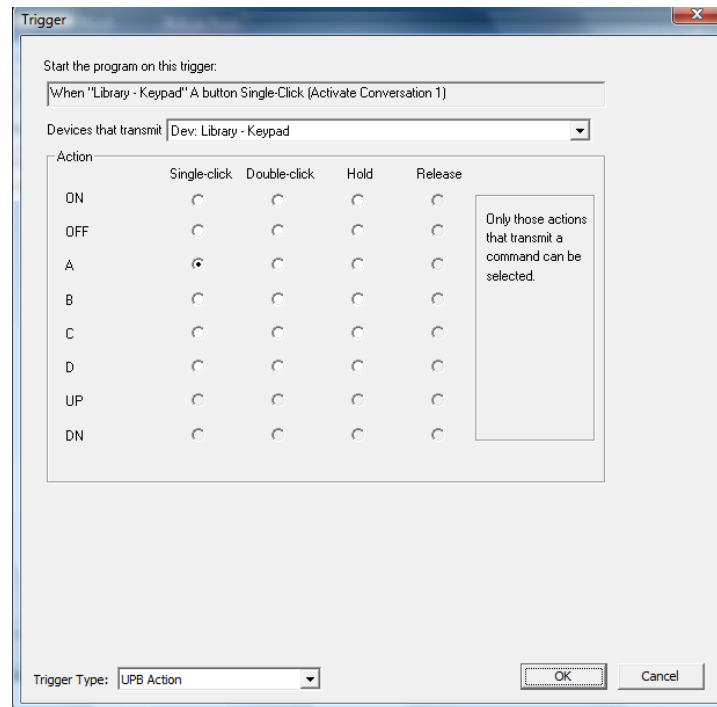 Trigger
Start the program on this trigger:
When "Library - Keypad" A button Single-Click (Activate Conversation 1)
Devices that transmit Dev: Library - Keypad
Action
Single-click Double-click Hold Release
ON
OFF
A
B
C
D
UP
DN
Only those actions
that transmit a
command can be
selected.
Trigger Type: UPB Action
OK Cancel